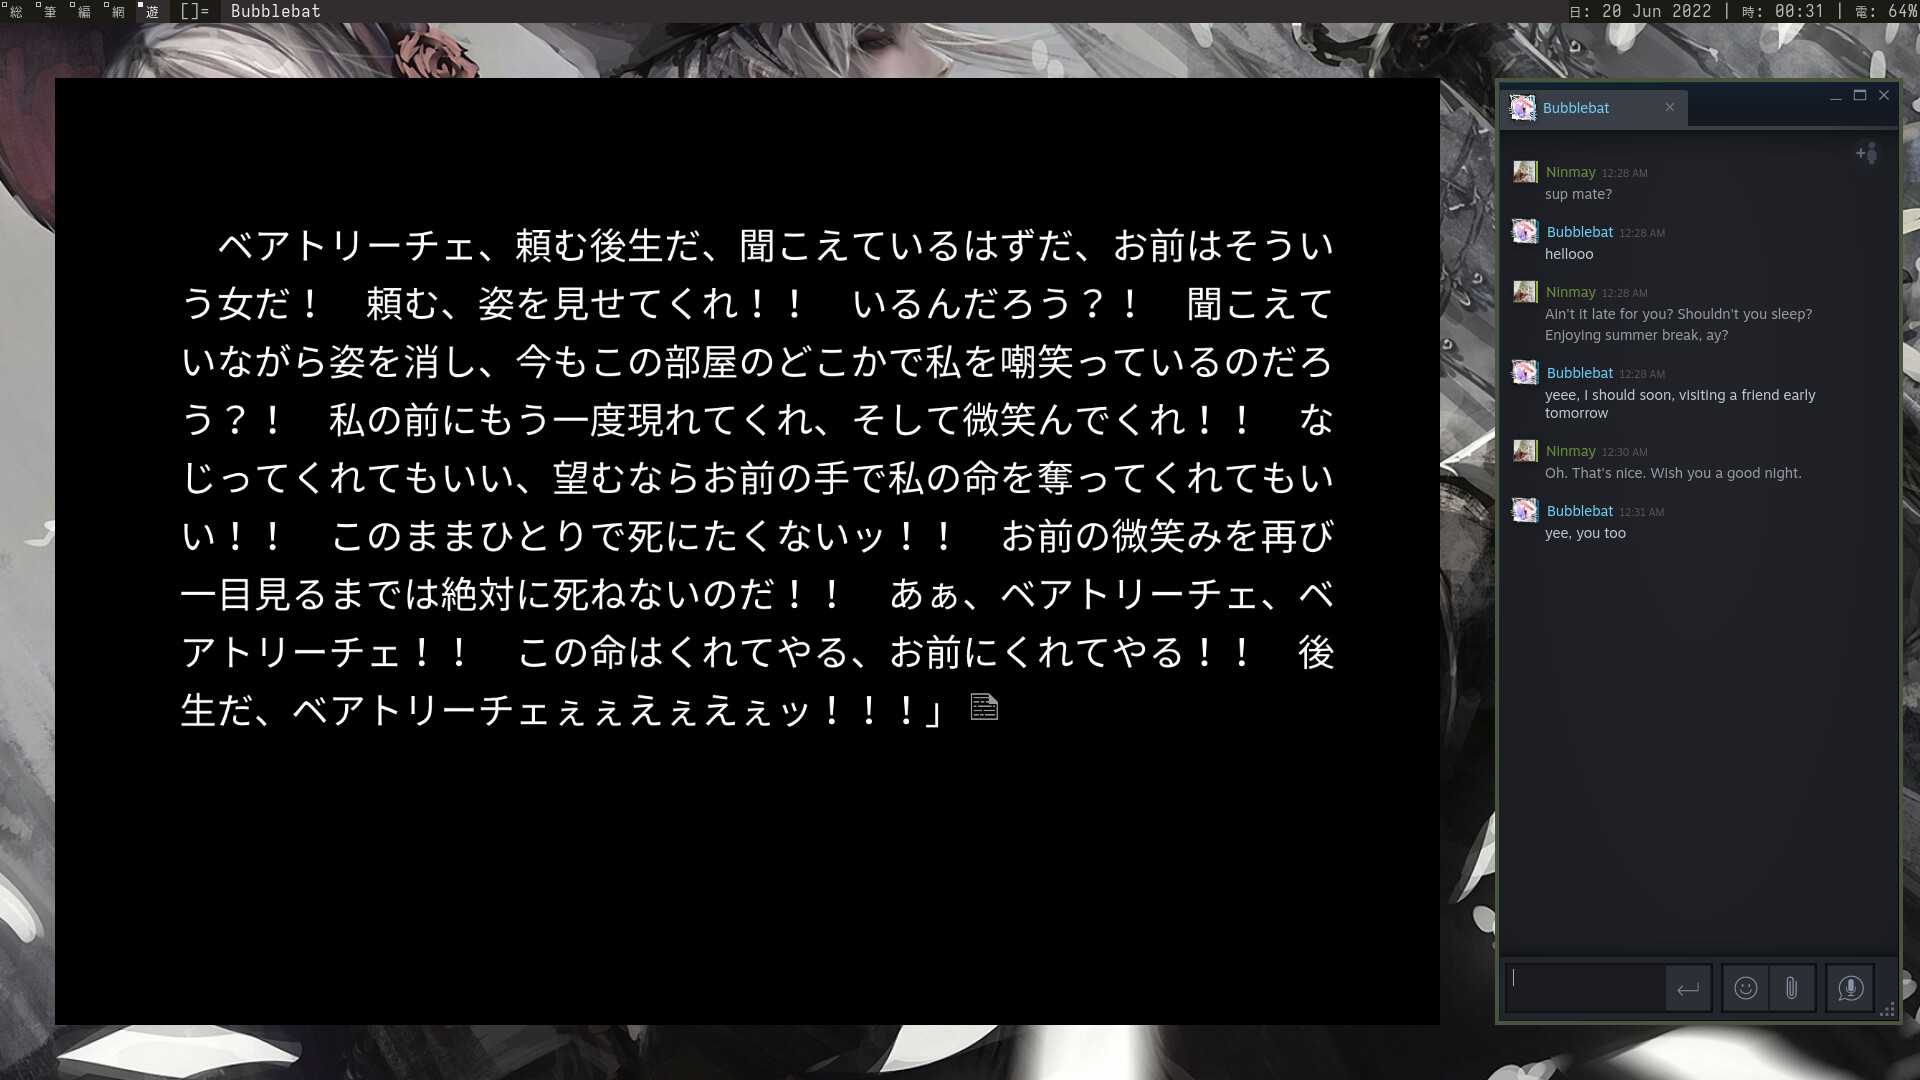 総 筆 編 網 遊 []= Bubblebat
日: 20 Jun 2022 | 時: 00:31 | 電: 64%
　ベアトリーチェ、頼む後生だ、聞こえているはずだ、お前はそうい
う女だ！　頼む、姿を見せてくれ！！　いるんだろう？！　聞こえて
いながら姿を消し、今もこの部屋のどこかで私を嘲笑っているのだろ
う？！　私の前にもう一度現れてくれ、そして微笑んでくれ！！　な
じってくれてもいい、望むならお前の手で私の命を奪ってくれてもい
い！！　このままひとりで死にたくないッ！！　お前の微笑みを再び
一目見るまでは絶対に死ねないのだ！！　あぁ、ベアトリーチェ、ベ
アトリーチェ！！　この命はくれてやる、お前にくれてやる！！　後
生だ、ベアトリーチェぇぇえぇえぇッ！！！」
Bubblebat
Ninmay 12:28 AM
sup mate?
Bubblebat 12:28 AM
hellooo
Ninmay 12:28 AM
Ain't it late for you? Shouldn't you sleep?
Enjoying summer break, ay?
Bubblebat 12:28 AM
yeee, I should soon, visiting a friend early
tomorrow
Ninmay 12:30 AM
Oh. That's nice. Wish you a good night.
Bubblebat 12:31 AM
yee, you too